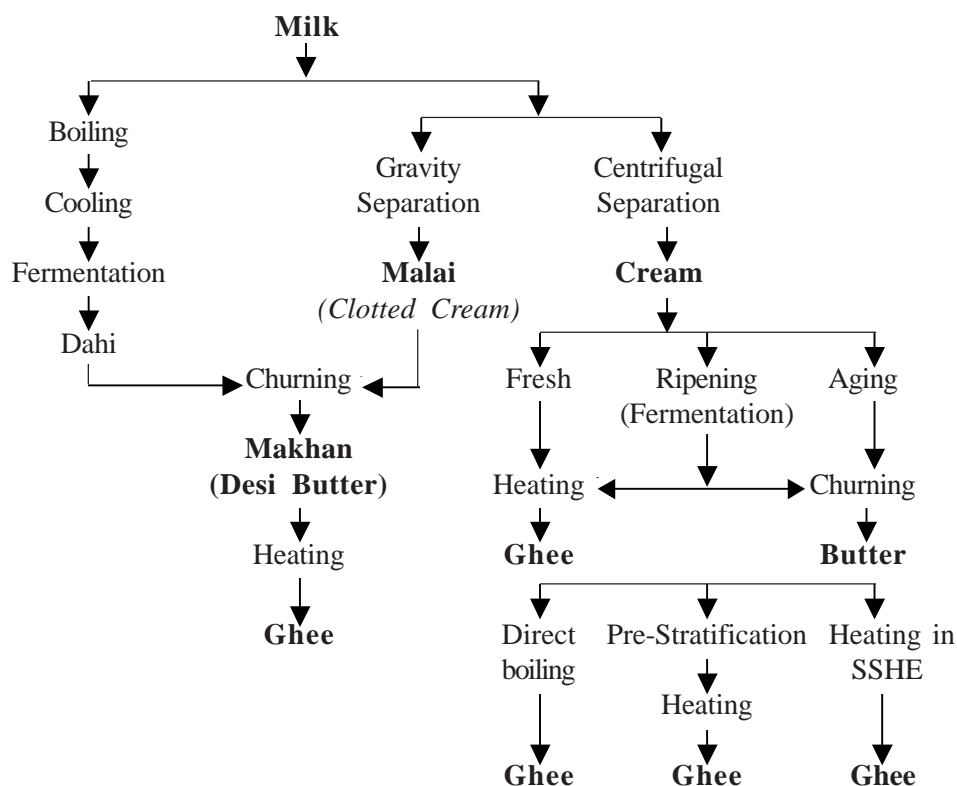 Milk
Boiling
Gravity Centrifugal
Cooling Separation Separation
Fermentation Malai Cream
(Clotted Cream)
Dahi
Churning Fresh Ripening Aging
(Fermentation)
Makhan
(Desi Butter) Heating Churning
Heating Ghee Butter
Ghee Direct Pre-Stratification Heating in
boiling SSHE
Heating
Ghee Ghee Ghee